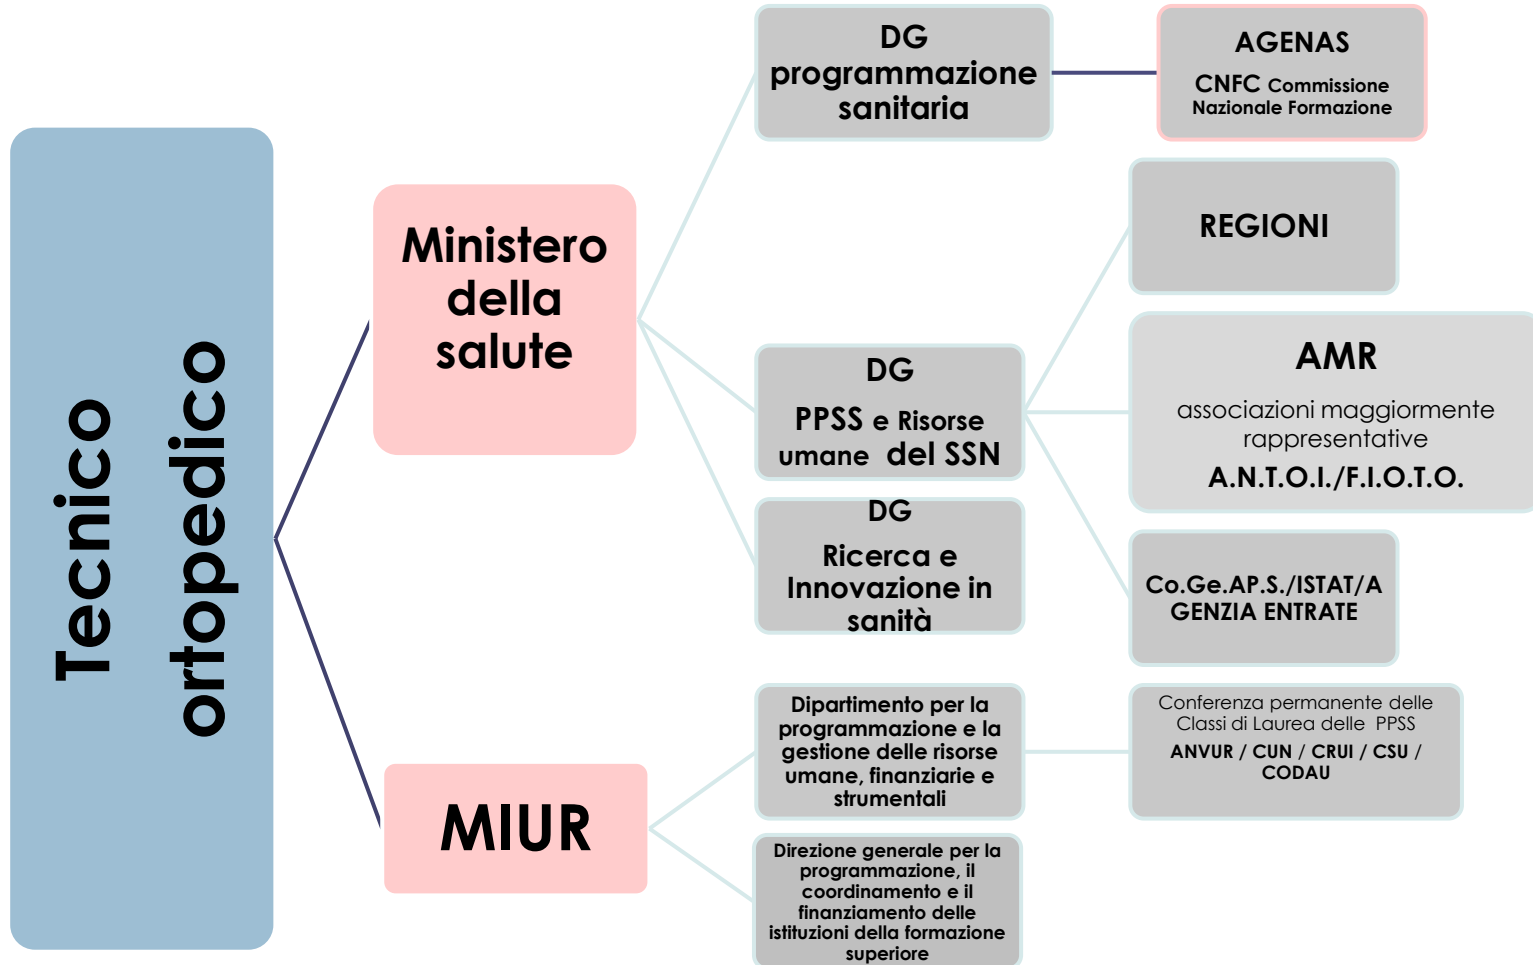 Tecnico
ortopedico
Ministero
della
salute
DG
programmazione
sanitaria
AGENAS
CNFC Commissione
Nazionale Formazione
DG
PPSS e Risorse
umane del SSN
REGIONI
AMR
associazioni maggiormente
rappresentative
A.N.T.O.I./F.I.O.T.O.
Co.Ge.AP.S./ISTAT/A
GENZIA ENTRATE
DG
Ricerca e
Innovazione in
sanità
MIUR
Dipartimento per la
programmazione e la
gestione delle risorse
umane, finanziarie e
strumentali
Conferenza permanente delle
Classi di Laurea delle PPSS
ANVUR / CUN / CRUI / CSU /
CODAU
Direzione generale per la
programmazione, il
coordinamento e il
finanziamento delle
istituzioni della formazione
superiore